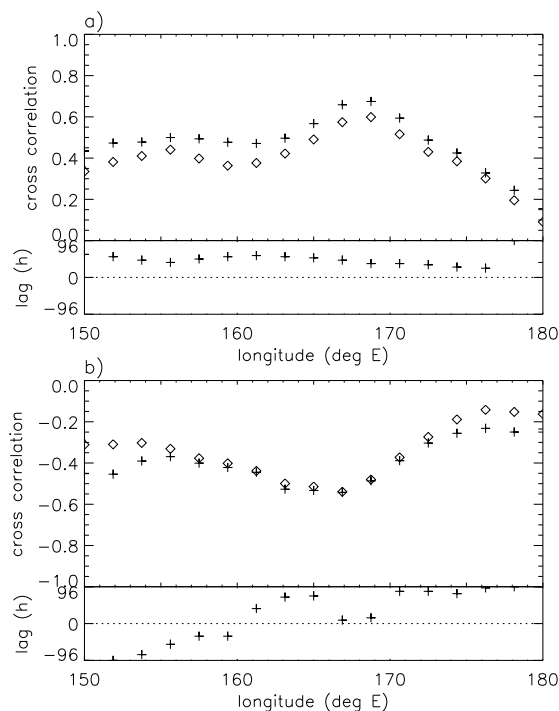 a)
1.0
0.8
0.6
0.4
0.2
0.0
cross correlation
96
0
−96
lag (h)
150 160 170 180
longitude (deg E)
b)
0.0
−0.2
−0.4
−0.6
−0.8
−1.0
cross correlation
96
0
−96
lag (h)
150 160 170 180
longitude (deg E)